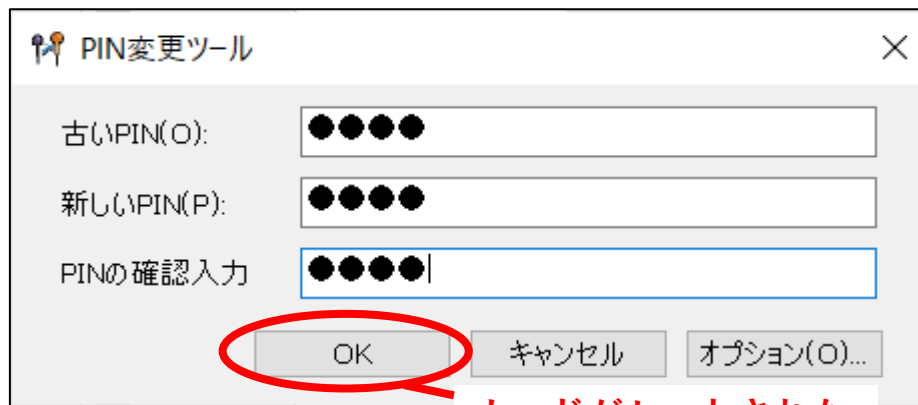 PIN変更ツール
古いPIN(O):
新しいPIN(P):
PINの確認入力
OK キャンセル オプション(O)...